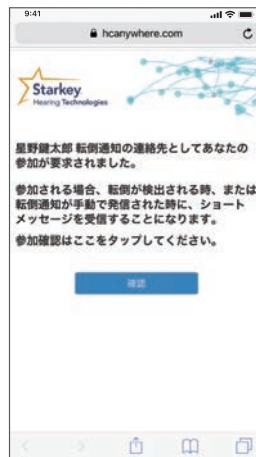 9:41
hcanywhere.com
Starkey
Hearing Technologies
星野鍵太郎 転倒通知の連絡先としてあなたの
参加が要求されました。
参加される場合、転倒が検出される時、または
転倒通知が手動で発信された時に、ショート
メッセージを受信することになります。
参加確認はここをタップしてください。
確認